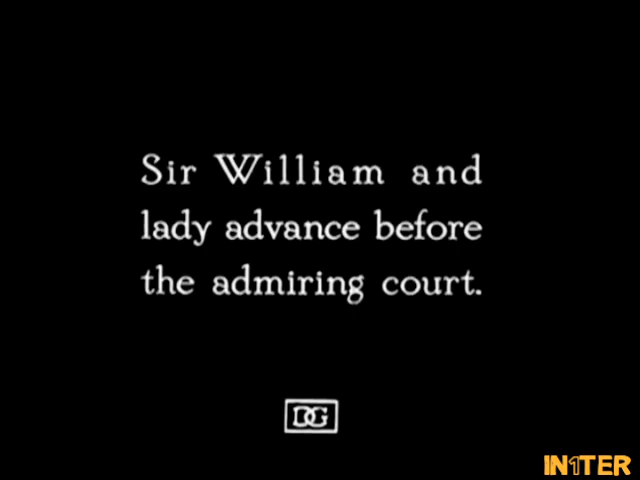 Sir William and
lady advance before
the admiring court.
DG
IN1TER